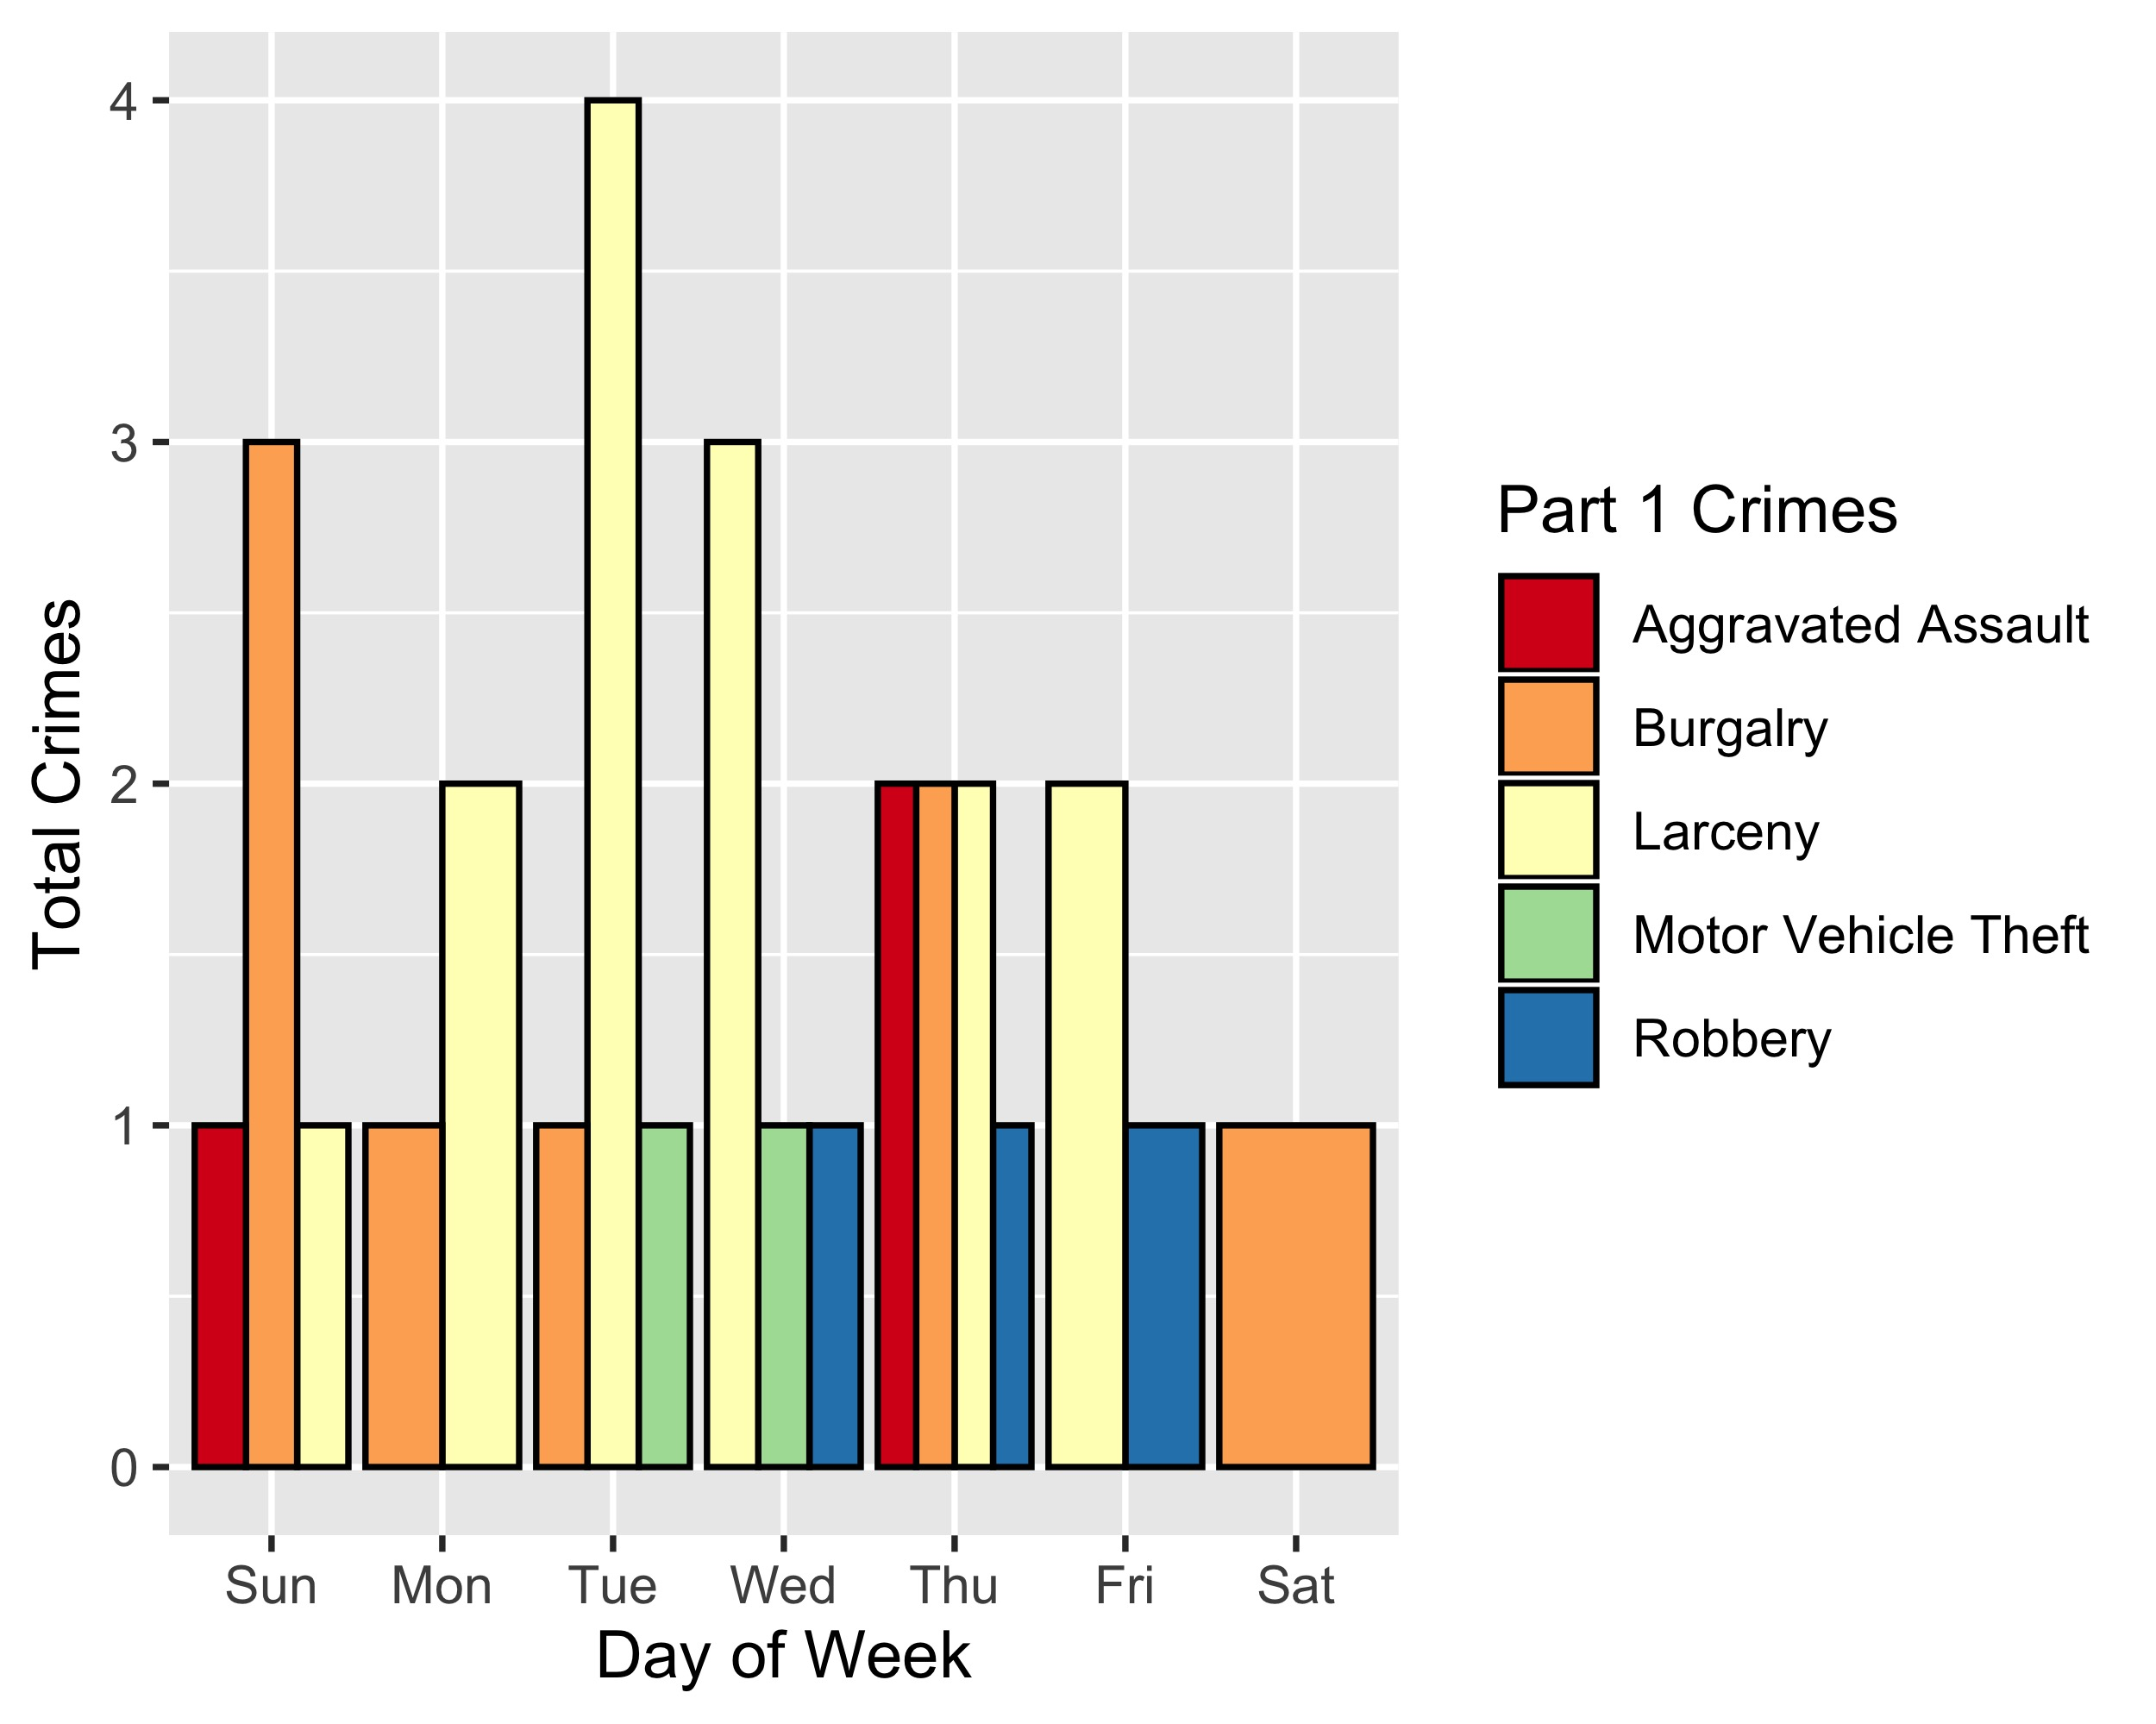 4
3
2
1
0
Total Crimes
Sun Mon Tue Wed Thu Fri Sat
Day of Week
Part 1 Crimes
Aggravated Assault
Burgalry
Larceny
Motor Vehicle Theft
Robbery